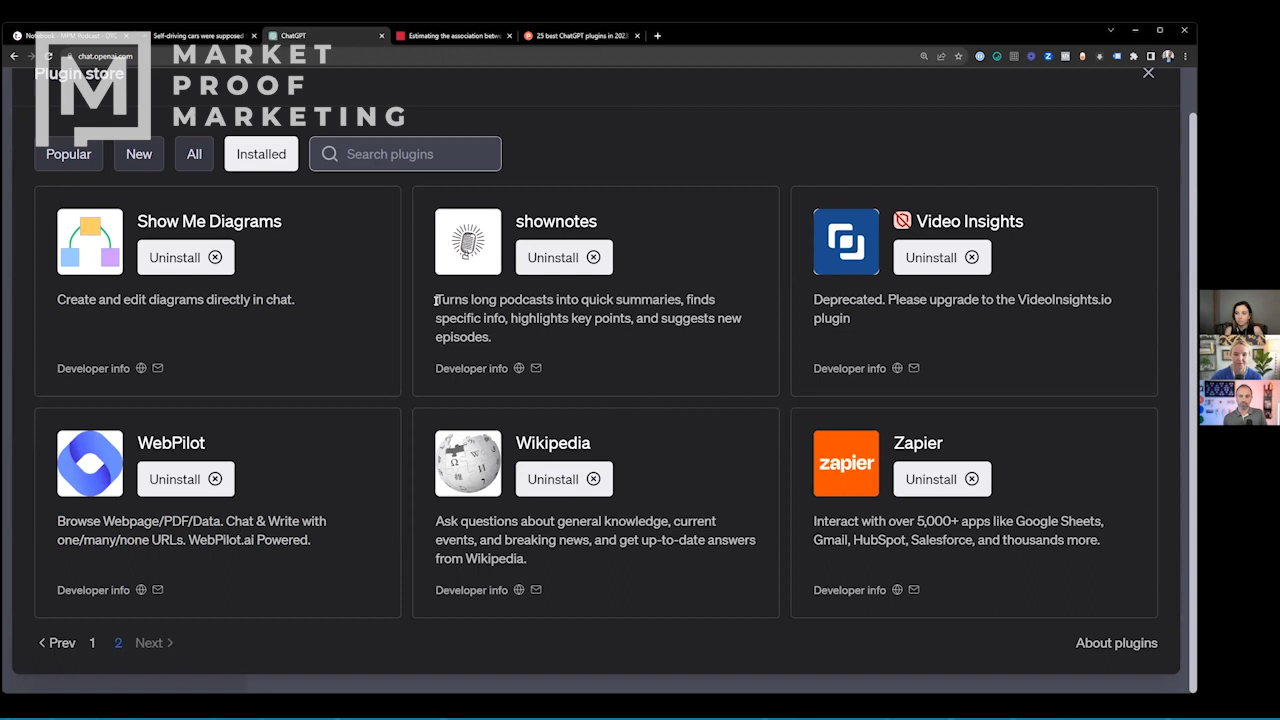 Notebook - MPM Podcast - DYC
Self-driving cars were supposed
ChatGPT
Estimating the association betwe
25 best ChatGPT plugins in 2023
chat.openai.com
MARKET
PROOF
MARKETING
M
Plugin store
Popular
New
All
Installed
Search plugins
Show Me Diagrams
Uninstall
Create and edit diagrams directly in chat.
Developer info
shownotes
Uninstall
Turns long podcasts into quick summaries, finds
specific info, highlights key points, and suggests new
episodes.
Developer info
Video Insights
Uninstall
Deprecated. Please upgrade to the VideoInsights.io
plugin
Developer info
WebPilot
Uninstall
Browse Webpage/PDF/Data. Chat & Write with
one/many/none URLs. WebPilot.ai Powered.
Developer info
Wikipedia
Uninstall
Ask questions about general knowledge, current
events, and breaking news, and get up-to-date answers
from Wikipedia.
Developer info
zapier
Zapier
Uninstall
Interact with over 5,000+ apps like Google Sheets,
Gmail, HubSpot, Salesforce, and thousands more.
Developer info
Prev 1 2 Next
About plugins